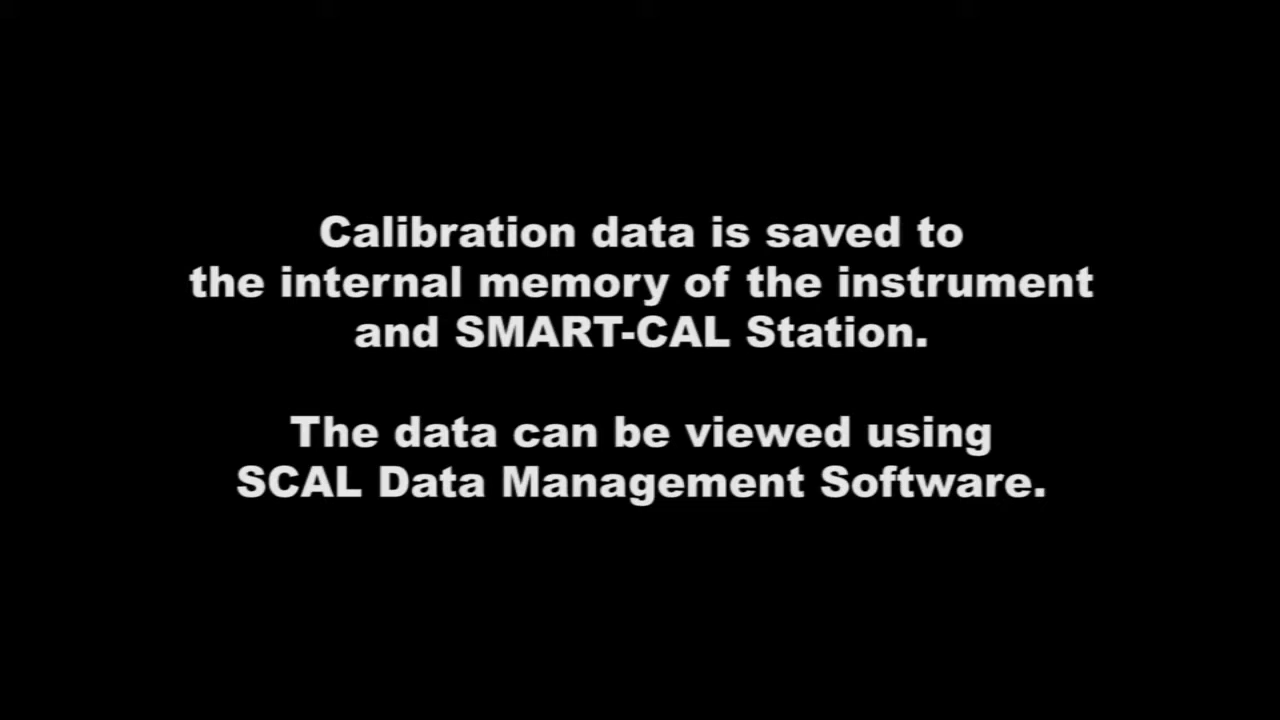 Calibration data is saved to
the internal memory of the instrument
and SMART-CAL Station.
The data can be viewed using
SCAL Data Management Software.